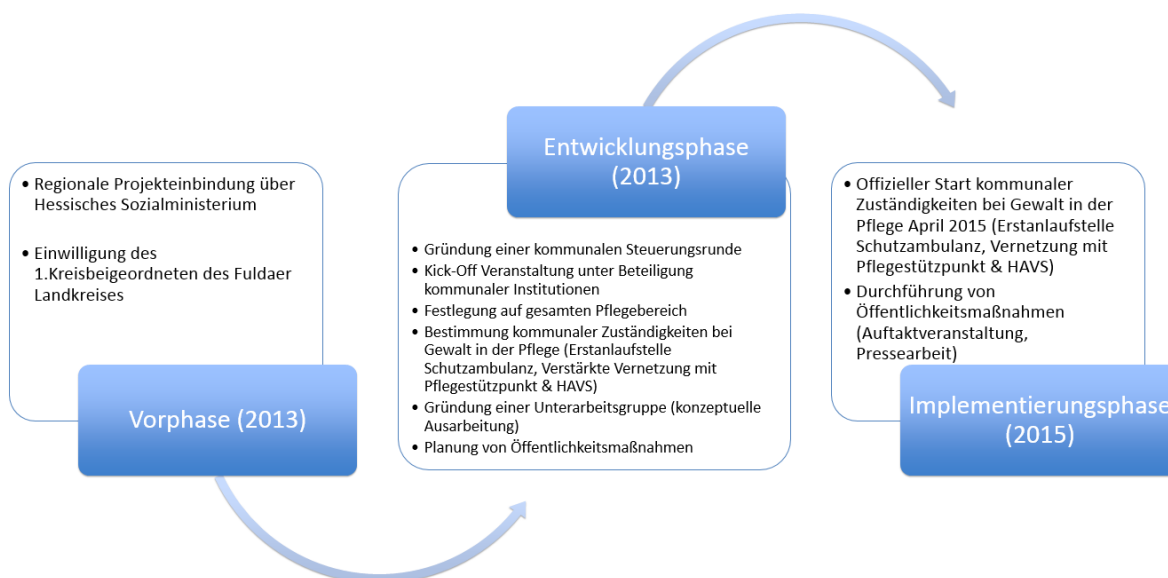 • Regionale Projekteinbindung über
Hessisches Sozialministerium
• Einwilligung des
1.Kreisbeigeordneten des Fuldaer
Landkreises
Vorphase (2013)
Entwicklungsphase
(2013)
• Gründung einer kommunalen Steuerungsrunde
• Kick-Off Veranstaltung unter Beteiligung
kommunaler Institutionen
• Festlegung auf gesamten Pflegebereich
• Bestimmung kommunaler Zuständigkeiten bei
Gewalt in der Pflege (Erstanlaufstelle
Schutzambulanz, Verstärkte Vernetzung mit
Pflegestützpunkt & HAVS)
• Gründung einer Unterarbeitsgruppe (konzeptuelle
Ausarbeitung)
• Planung von Öffentlichkeitsmaßnahmen
• Offizieller Start kommunaler
Zuständigkeiten bei Gewalt in der
Pflege April 2015 (Erstanlaufstelle
Schutzambulanz, Vernetzung mit
Pflegestützpunkt & HAVS)
• Durchführung von
Öffentlichkeitsmaßnahmen
(Auftaktveranstaltung,
Pressearbeit)
Implementierungsphase
(2015)